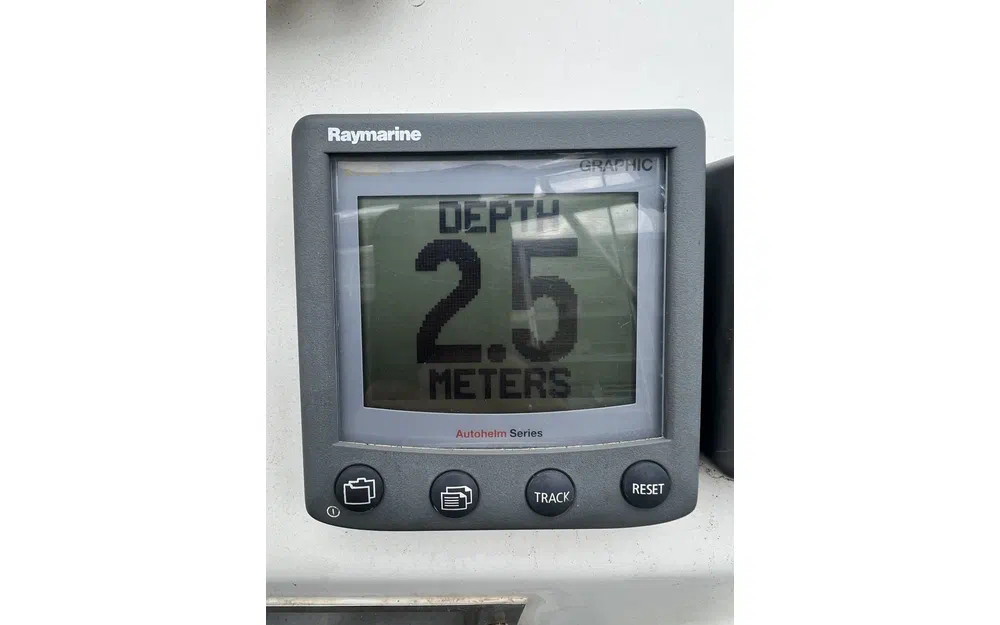 Raymarine
GRAPHIC
DEPTH
2.5
METERS
Autohelm Series
TRACK
RESET